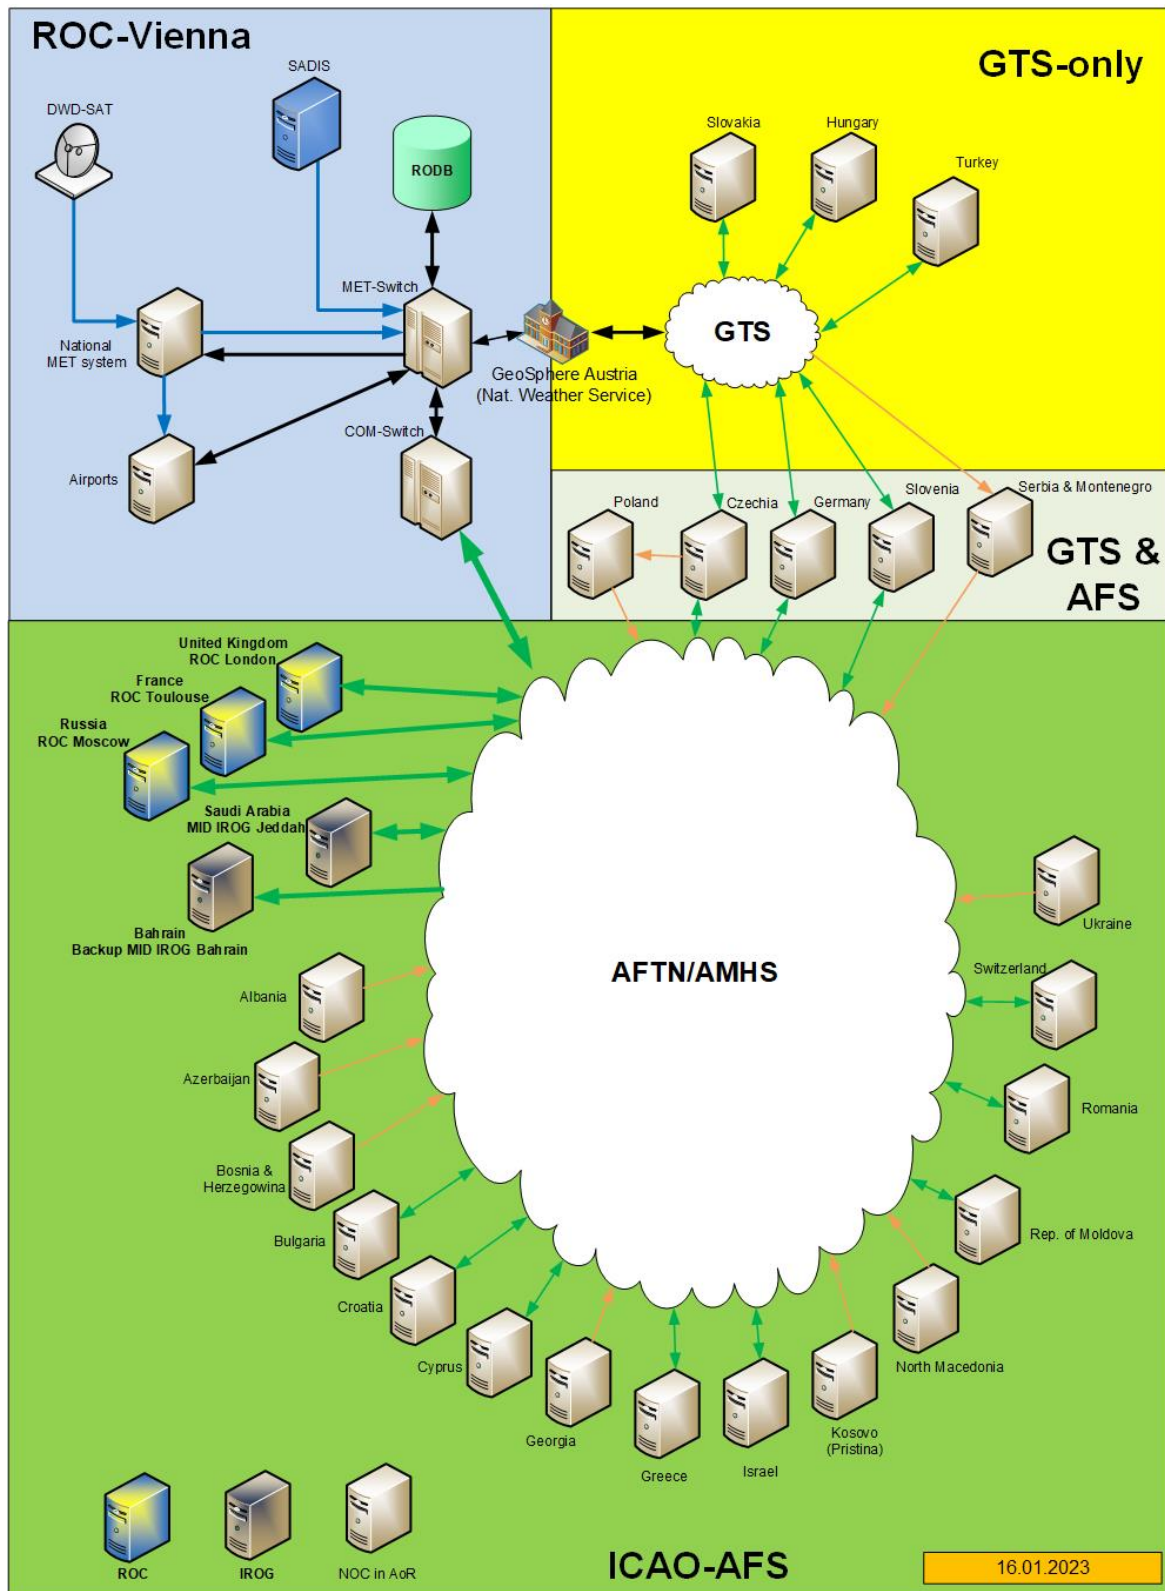 ROC-Vienna
SADIS
DWD-SAT
RODB
MET-Switch
National
MET system
GeoSphere Austria
(Nat. Weather Service)
COM-Switch
Airports
GTS-only
Slovakia
Hungary
Turkey
GTS
Poland
Czechia
Germany
Slovenia
Serbia & Montenegro
GTS &
AFS
United Kingdom
ROC London
France
ROC Toulouse
Russia
ROC Moscow
Saudi Arabia
MID IROG Jeddah
Bahrain
Backup MID IROG Bahrain
AFTN/AMHS
Ukraine
Switzerland
Albania
Azerbaijan
Romania
Bosnia &
Herzegowina
Rep. of Moldova
Bulgaria
Croatia
Cyprus
North Macedonia
Georgia
Kosovo
(Pristina)
Greece
Israel
ROC
IROG
NOC in AoR
ICAO-AFS
16.01.2023